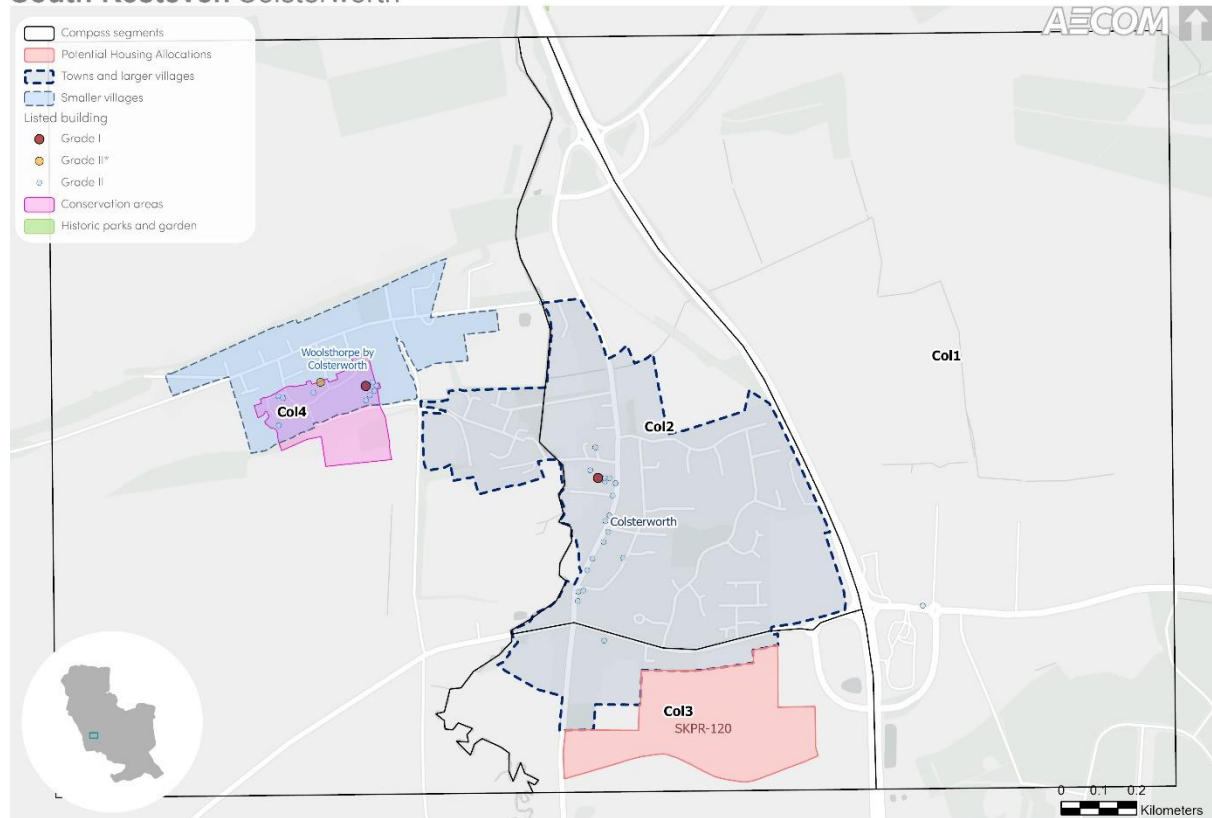 South Kesteven Colsterworth
AECOM
Compass segments
Potential Housing Allocations
Towns and larger villages
Smaller villages
Listed building
Grade I
Grade II*
Grade II
Conservation areas
Historic parks and garden
Col1
Woolsthorpe by
Colsterworth
Col4
Col2
Colsterworth
Col3
SKPR-120
0 0.1 0.2
Kilometers